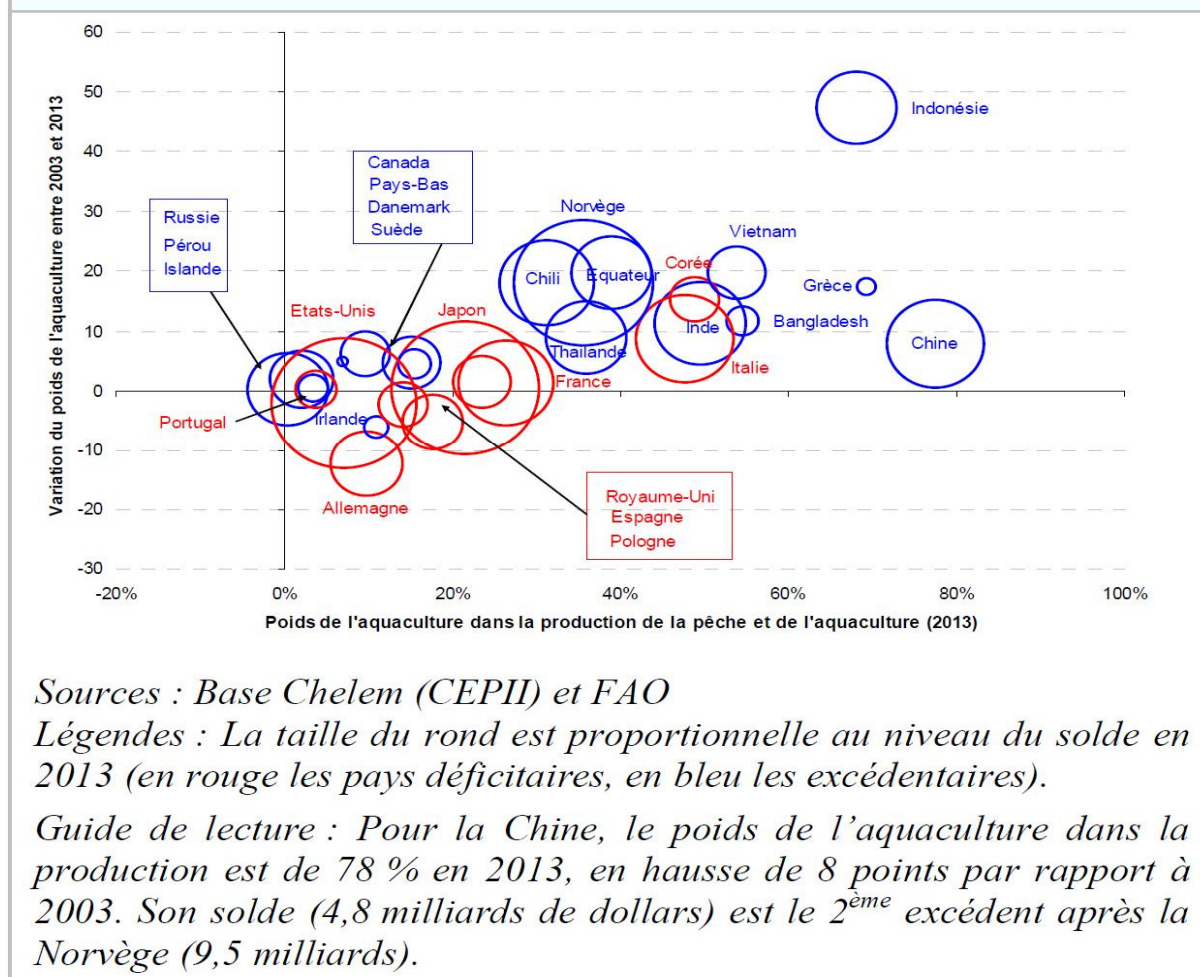 60
50
40
30
20
10
0
-10
-20
-30
Variation du poids de l'aquaculture entre 2003 et 2013
Indonésie
Canada
Pays-Bas
Danemark
Suède
Russie
Pérou
Islande
Norvège
Vietnam
Corée
Chili
Equateur
Grèce
Etats-Unis
Japon
Inde
Bangladesh
Chine
Thaïlande
Italie
France
Portugal
Irlande
Allemagne
Royaume-Uni
Espagne
Pologne
-20% 0% 20% 40% 60% 80% 100%
Poids de l'aquaculture dans la production de la pêche et de l'aquaculture (2013)
Sources : Base Chelem (CEPII) et FAO
Légendes : La taille du rond est proportionnelle au niveau du solde en
2013 (en rouge les pays déficitaires, en bleu les excédentaires).
Guide de lecture : Pour la Chine, le poids de l’aquaculture dans la
production est de 78 % en 2013, en hausse de 8 points par rapport à
2003. Son solde (4,8 milliards de dollars) est le 2ème excédent après la
Norvège (9,5 milliards).